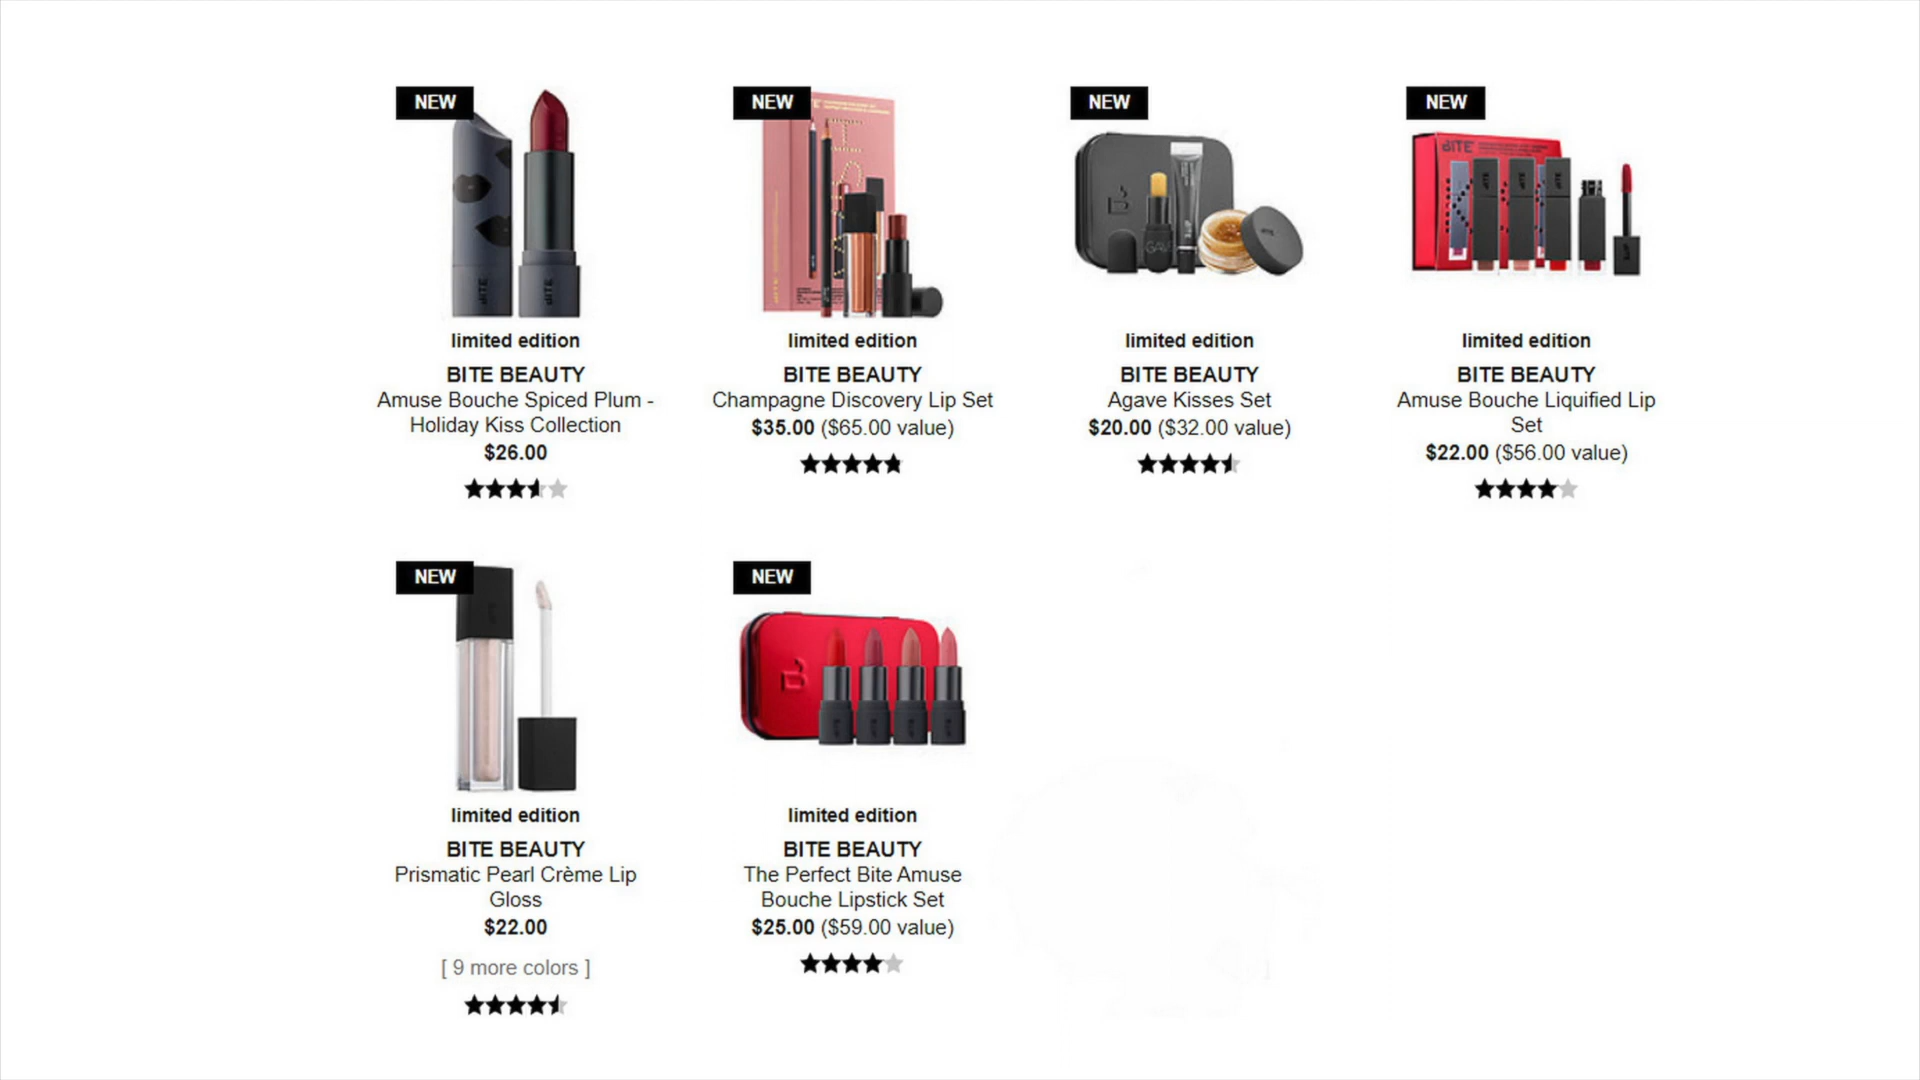 NEW
limited edition
BITE BEAUTY
Amuse Bouche Spiced Plum -
Holiday Kiss Collection
$26.00
NEW
limited edition
BITE BEAUTY
Champagne Discovery Lip Set
$35.00 ($65.00 value)
NEW
limited edition
BITE BEAUTY
Agave Kisses Set
$20.00 ($32.00 value)
NEW
BITE
limited edition
BITE BEAUTY
Amuse Bouche Liquified Lip
Set
$22.00 ($56.00 value)
NEW
limited edition
BITE BEAUTY
Prismatic Pearl Crème Lip
Gloss
$22.00
[ 9 more colors ]
NEW
limited edition
BITE BEAUTY
The Perfect Bite Amuse
Bouche Lipstick Set
$25.00 ($59.00 value)